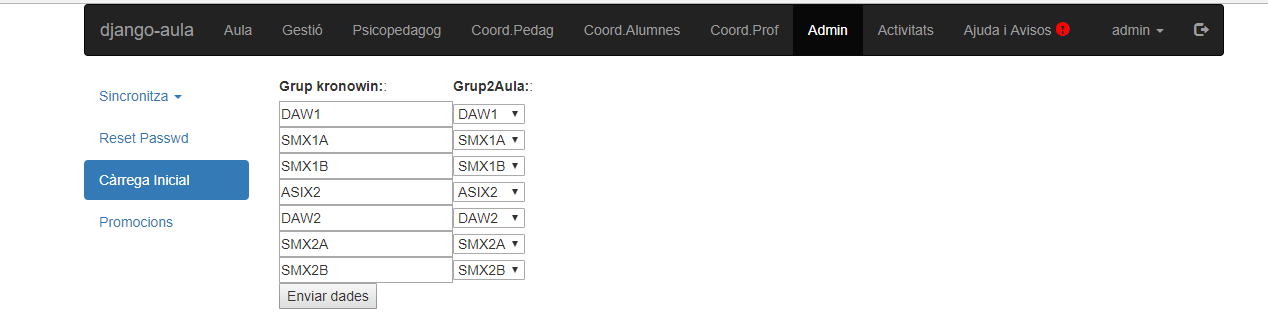 django-aula Aula Gestió Psicopedagog Coord.Pedag Coord.Alumnes Coord.Prof Admin Activitats Ajuda i Avisos admin
Sincronitza
Reset Passwd
Càrrega Inicial
Promocions
Grup kronowin:: Grup2Aula::
DAW1 DAW1
SMX1A SMX1A
SMX1B SMX1B
ASIX2 ASIX2
DAW2 DAW2
SMX2A SMX2A
SMX2B SMX2B
Enviar dades